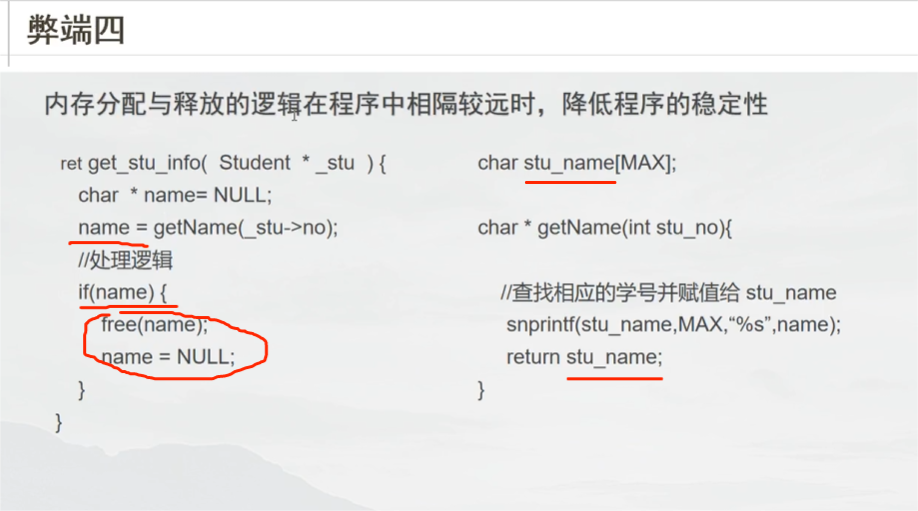 弊端四
内存分配与释放的逻辑在程序中相隔较远时，降低程序的稳定性
ret get_stu_info( Student * _stu ) {
char * name= NULL;
name = getName(_stu->no);
//处理逻辑
if(name) {
free(name);
name = NULL;
}
}
char stu_name[MAX];
char * getName(int stu_no){
//查找相应的学号并赋值给 stu_name
snprintf(stu_name,MAX,“%s”,name);
return stu_name;
}